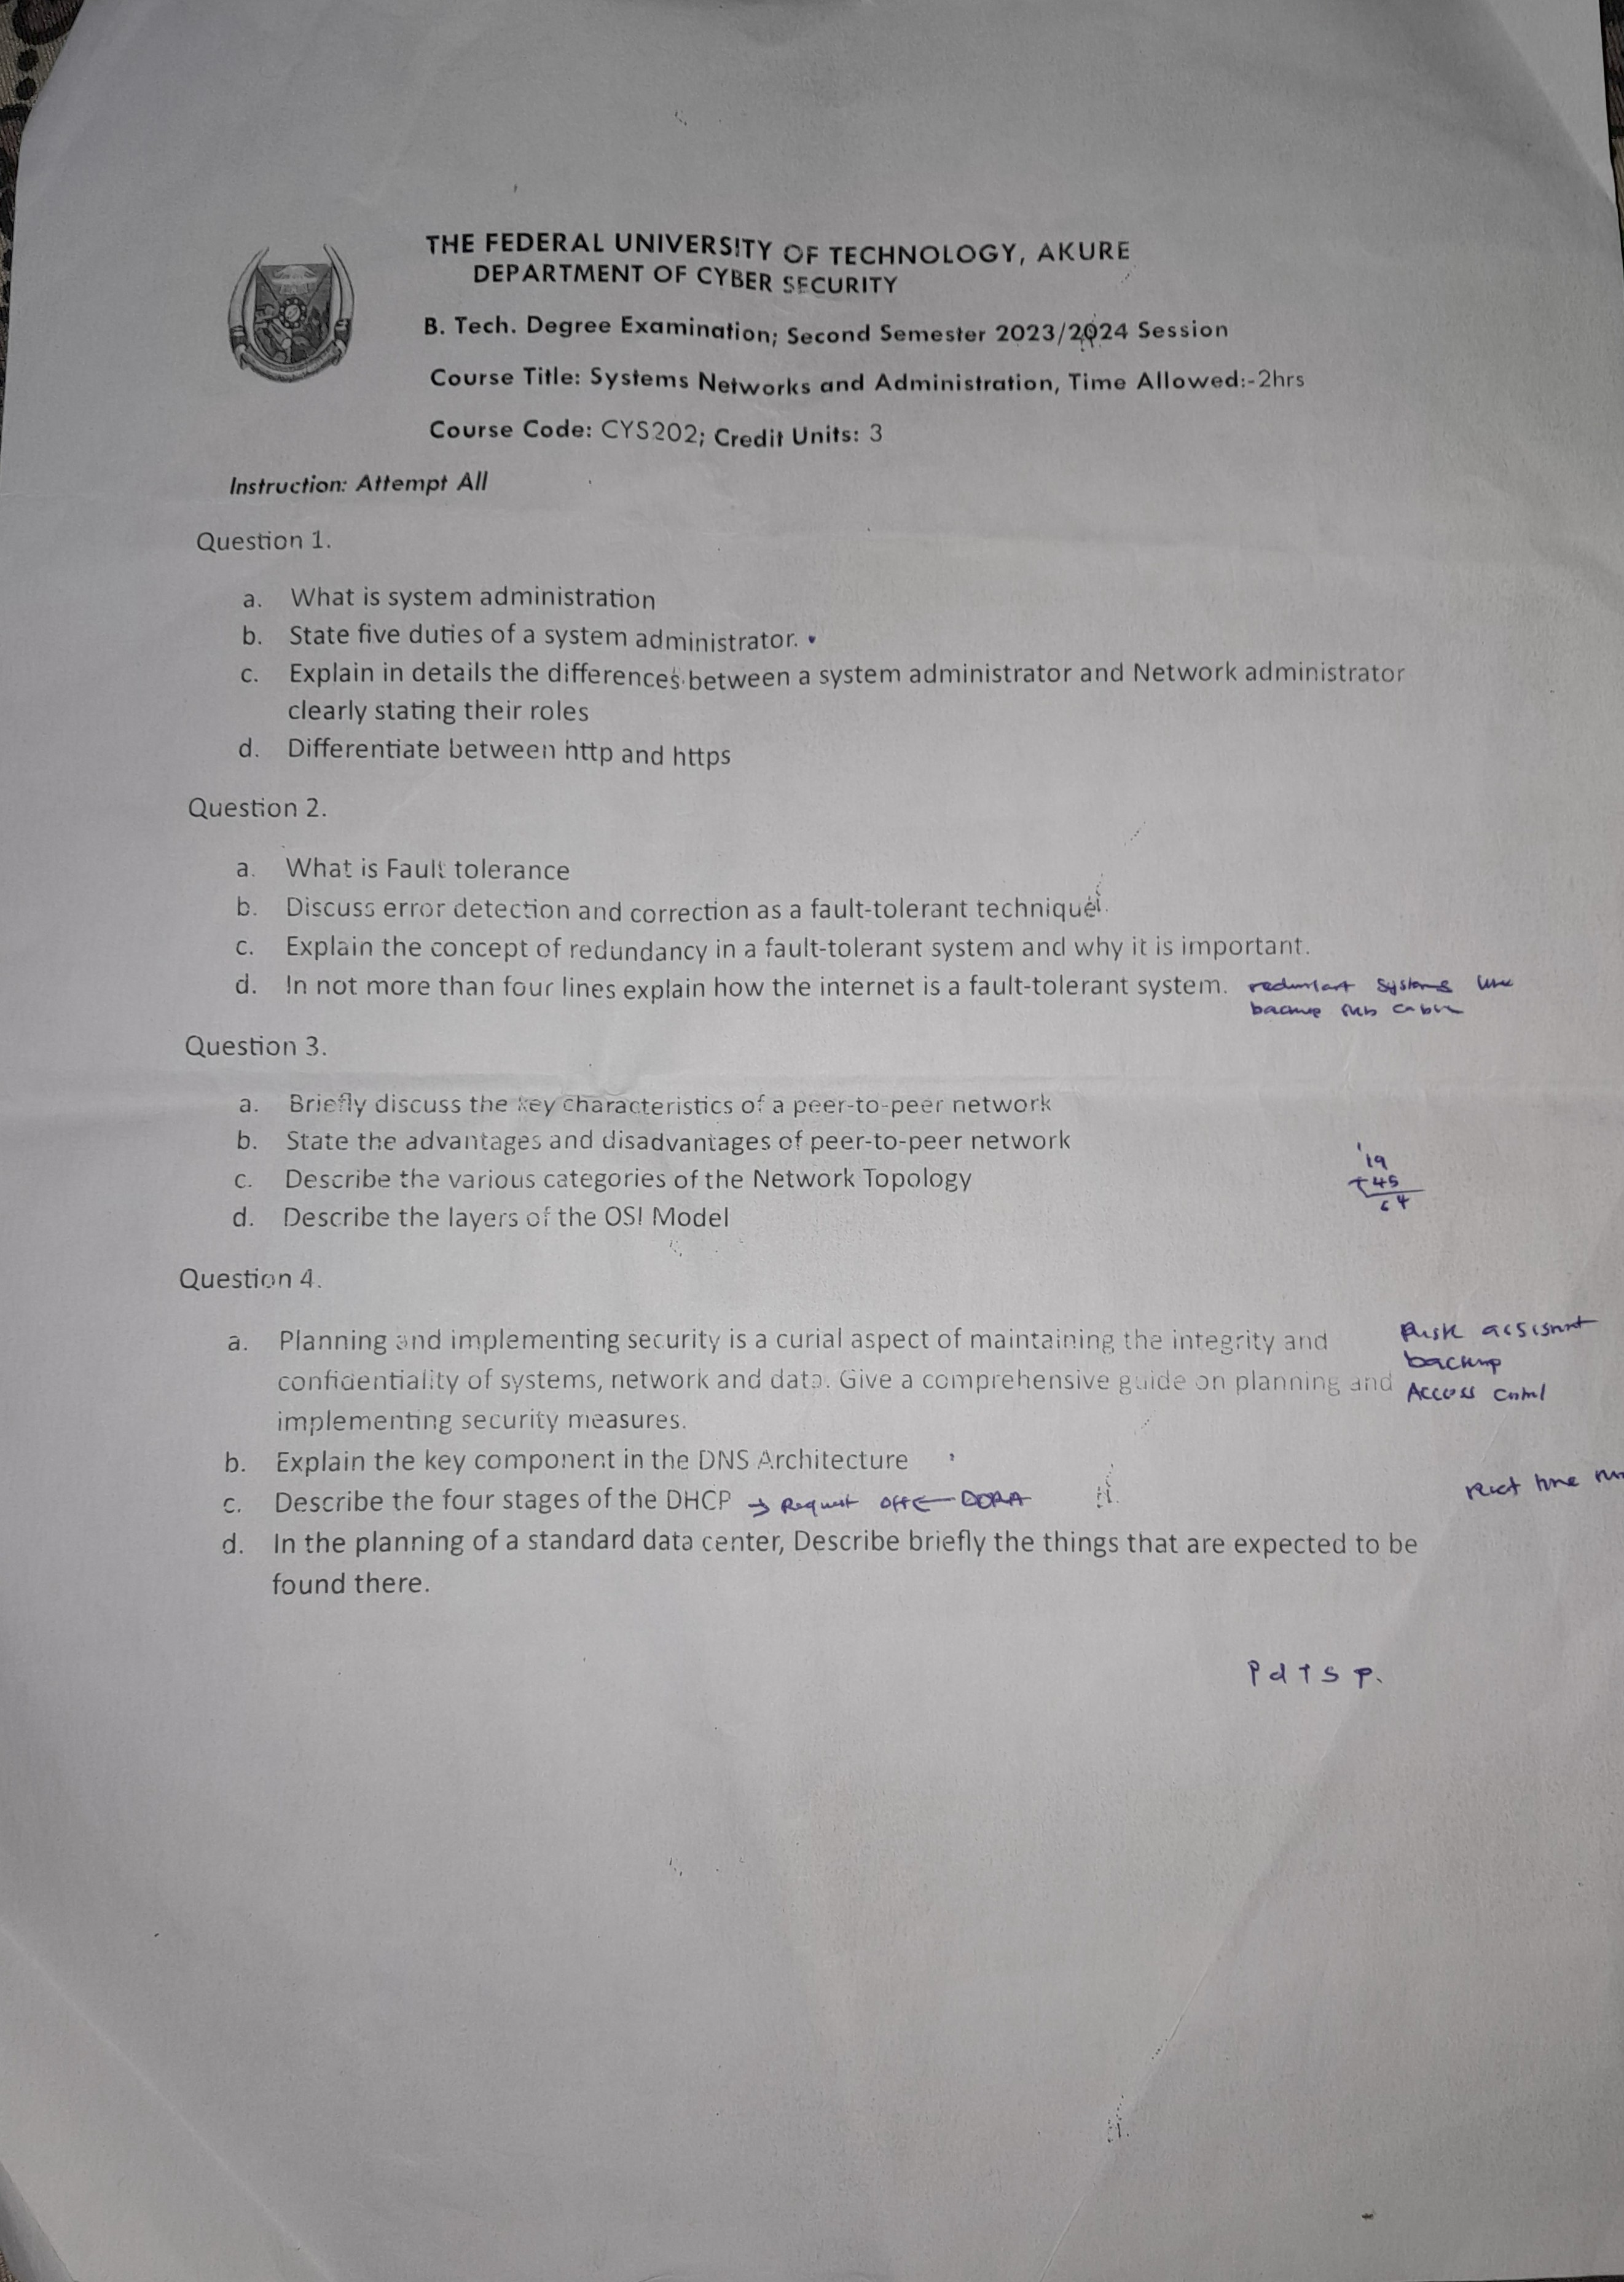 THE FEDERAL UNIVERSITY OF TECHNOLOGY, AKURE
DEPARTMENT OF CYBER SECURITY
B. Tech. Degree Examination; Second Semester 2023/2024 Session
Course Title: Systems Networks and Administration, Time Allowed:-2hrs
Course Code: CYS202; Credit Units: 3
Instruction: Attempt All
Question 1.
a. What is system administration
b. State five duties of a system administrator.
c. Explain in details the differences between a system administrator and Network administrator
clearly stating their roles
d. Differentiate between http and https
Question 2.
a. What is Fault tolerance
b. Discuss error detection and correction as a fault-tolerant technique.
c. Explain the concept of redundancy in a fault-tolerant system and why it is important.
d. In not more than four lines explain how the internet is a fault-tolerant system. redundant systems like
backup sub cable
Question 3.
a. Briefly discuss the key characteristics of a peer-to-peer network
b. State the advantages and disadvantages of peer-to-peer network
c. Describe the various categories of the Network Topology
d. Describe the layers of the OSI Model
19
+45
64
Question 4.
a. Planning and implementing security is a curial aspect of maintaining the integrity and
confidentiality of systems, network and data. Give a comprehensive guide on planning and
implementing security measures.
Risk
backup
Access
b. Explain the key component in the DNS Architecture
c. Describe the four stages of the DHCP → Request DORA
time
d. In the planning of a standard data center, Describe briefly the things that are expected to be
found there.
P d T S P.